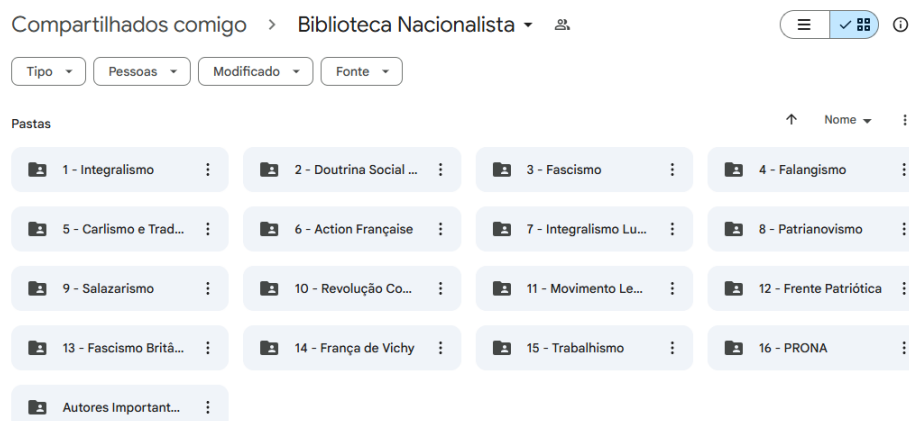 Compartilhados comigo > Biblioteca Nacionalista
Tipo Pessoas Modificado Fonte
Pastas
Nome
1 - Integralismo
2 - Doutrina Social ...
3 - Fascismo
4 - Falangismo
5 - Carlismo e Trad...
6 - Action Française
7 - Integralismo Lu...
8 - Patrianovismo
9 - Salazarismo
10 - Revolução Co...
11 - Movimento Le...
12 - Frente Patriótica
13 - Fascismo Britâ...
14 - França de Vichy
15 - Trabalhismo
16 - PRONA
Autores Important...